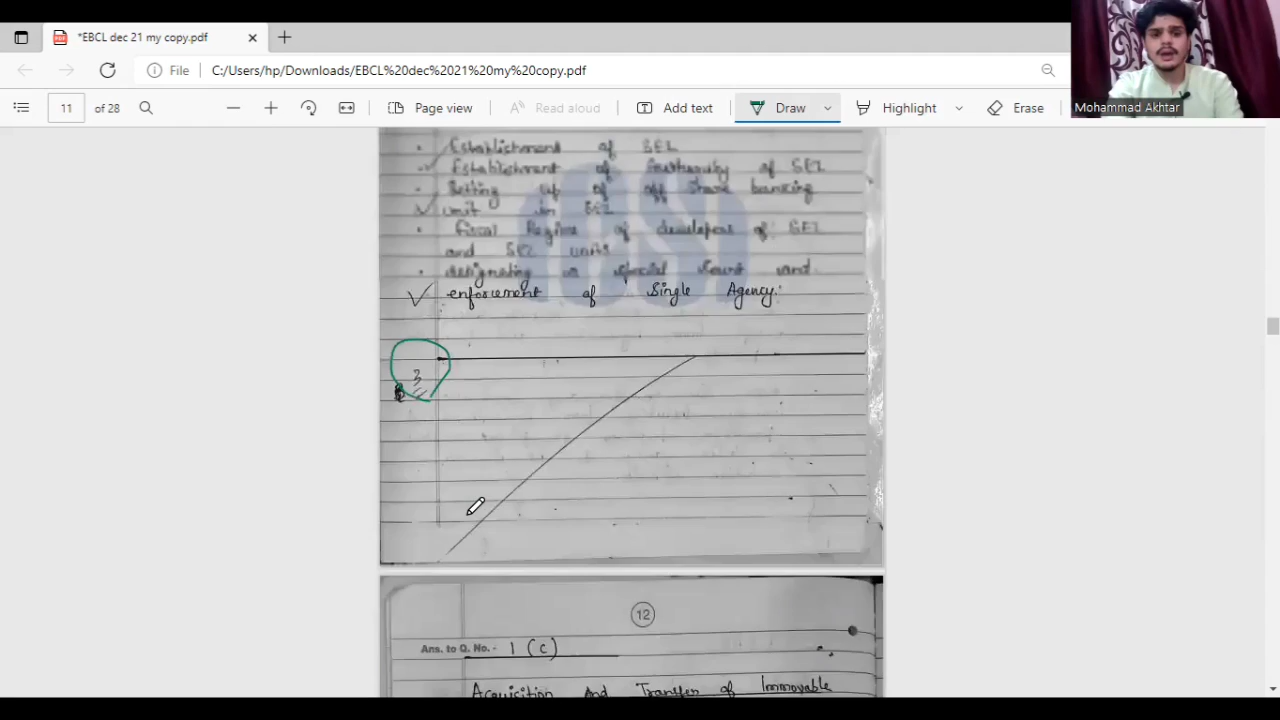 *EBCL dec 21 my copy.pdf
File C:/Users/hp/Downloads/EBCL%20dec%2021%20my%20copy.pdf
11 of 28 Page view Read aloud Add text Draw Highlight Erase
Mohammad Akhtar
Establishment of SEZ
Establishment of Authority of SEZ
Setting up of off Shore banking
unit in SEZ
Fiscal Regime of developers of SEZ
and SEZ units
designating a special Court and
enforcement of Single Agency.
ICSI
3
12
Ans. to Q. No. - 1 (C)
Acquisition And Transfer of Immovable